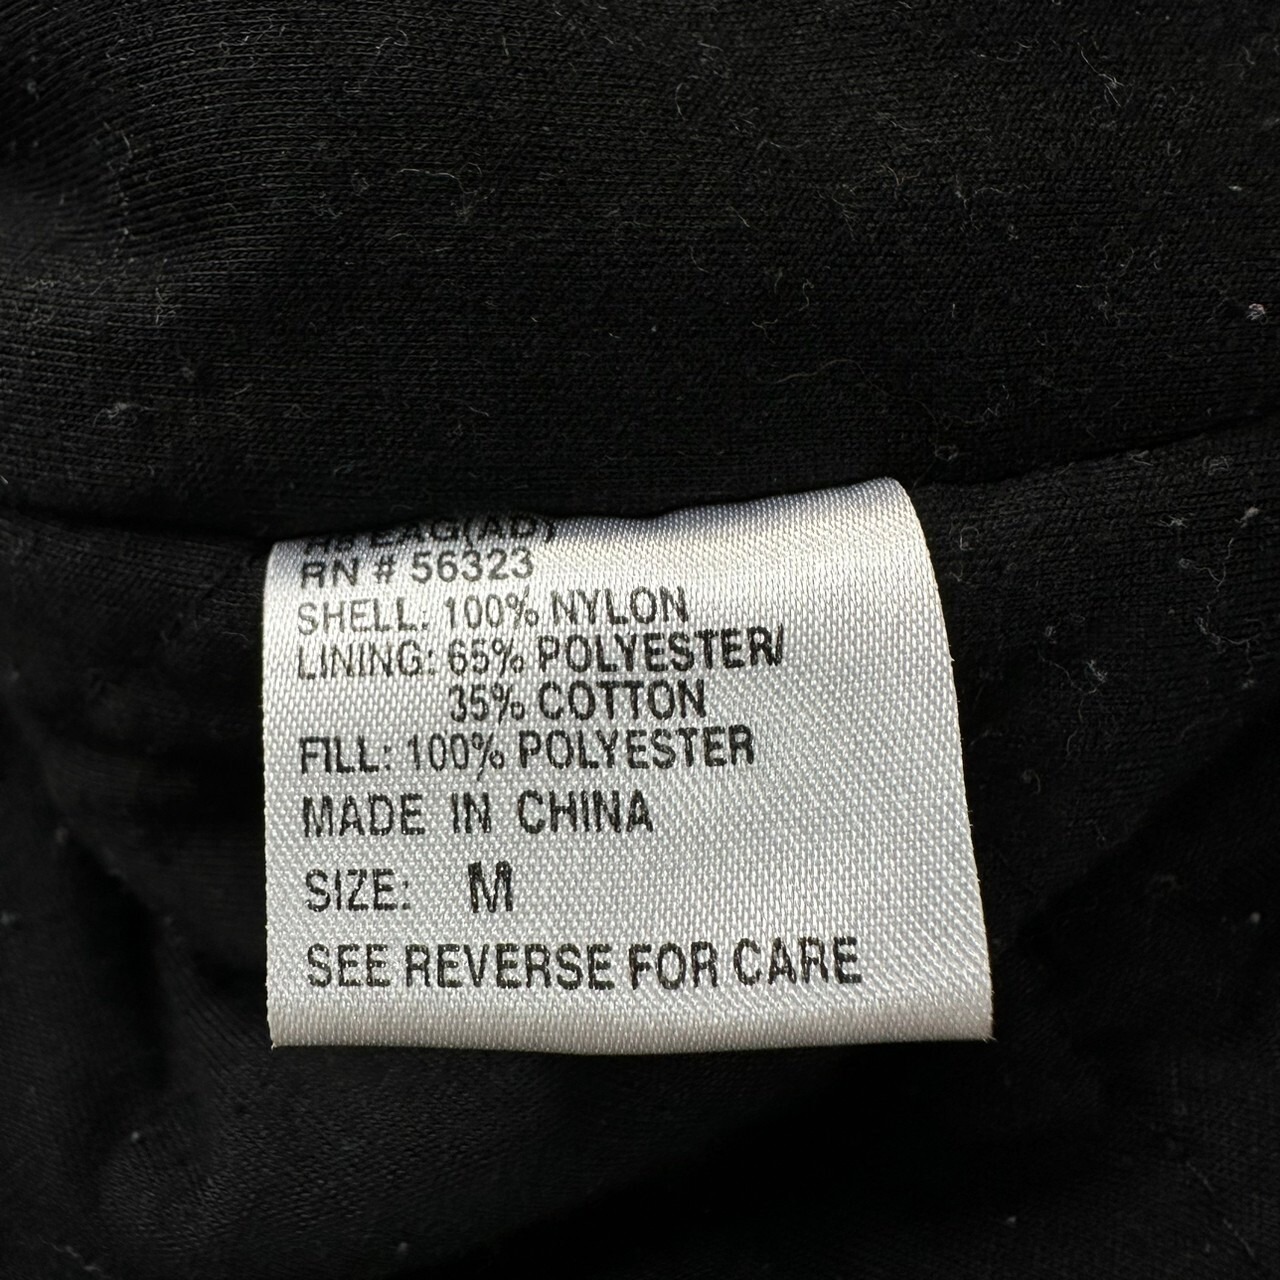 RN # 56323
SHELL: 100% NYLON
LINING: 65% POLYESTER/
35% COTTON
FILL: 100% POLYESTER
MADE IN CHINA
SIZE: M
SEE REVERSE FOR CARE